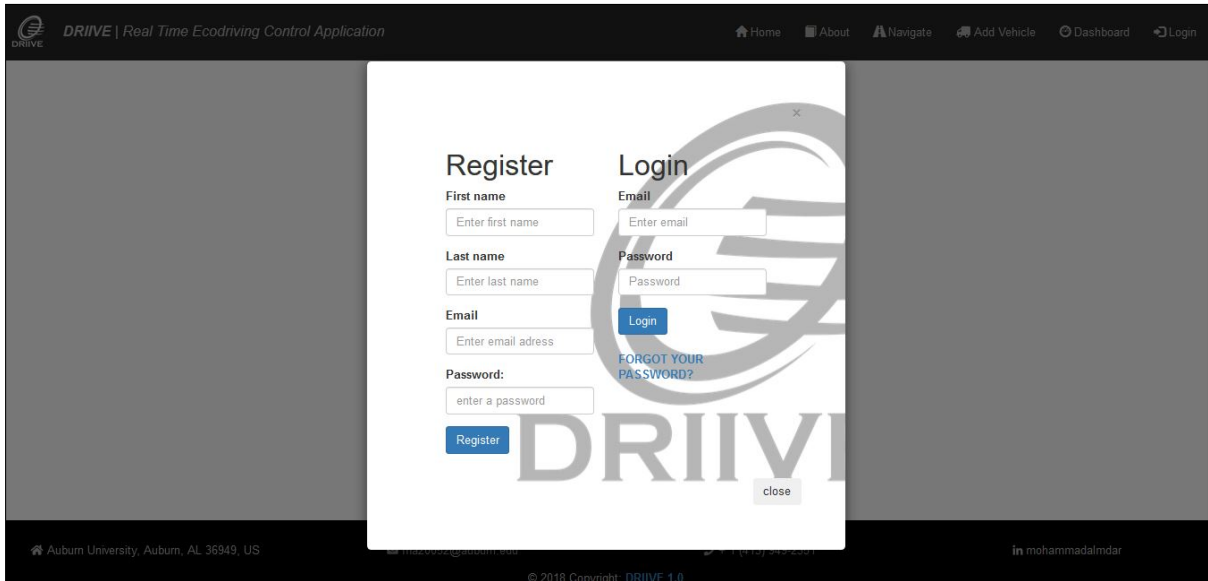 DRIIVE
DRIIVE | Real Time Ecodriving Control Application
Home
About
Navigate
Add Vehicle
Dashboard
Login
×
Register
First name
Enter first name
Last name
Enter last name
Email
Enter email adress
Password:
enter a password
Register
Login
Email
Enter email
Password
Password
Login
FORGOT YOUR
PASSWORD?
DRIIVE
close
Auburn University, Auburn, AL 36949, US
in mohammadalmdar
© 2018 Copyright: DRIIVE 1.0